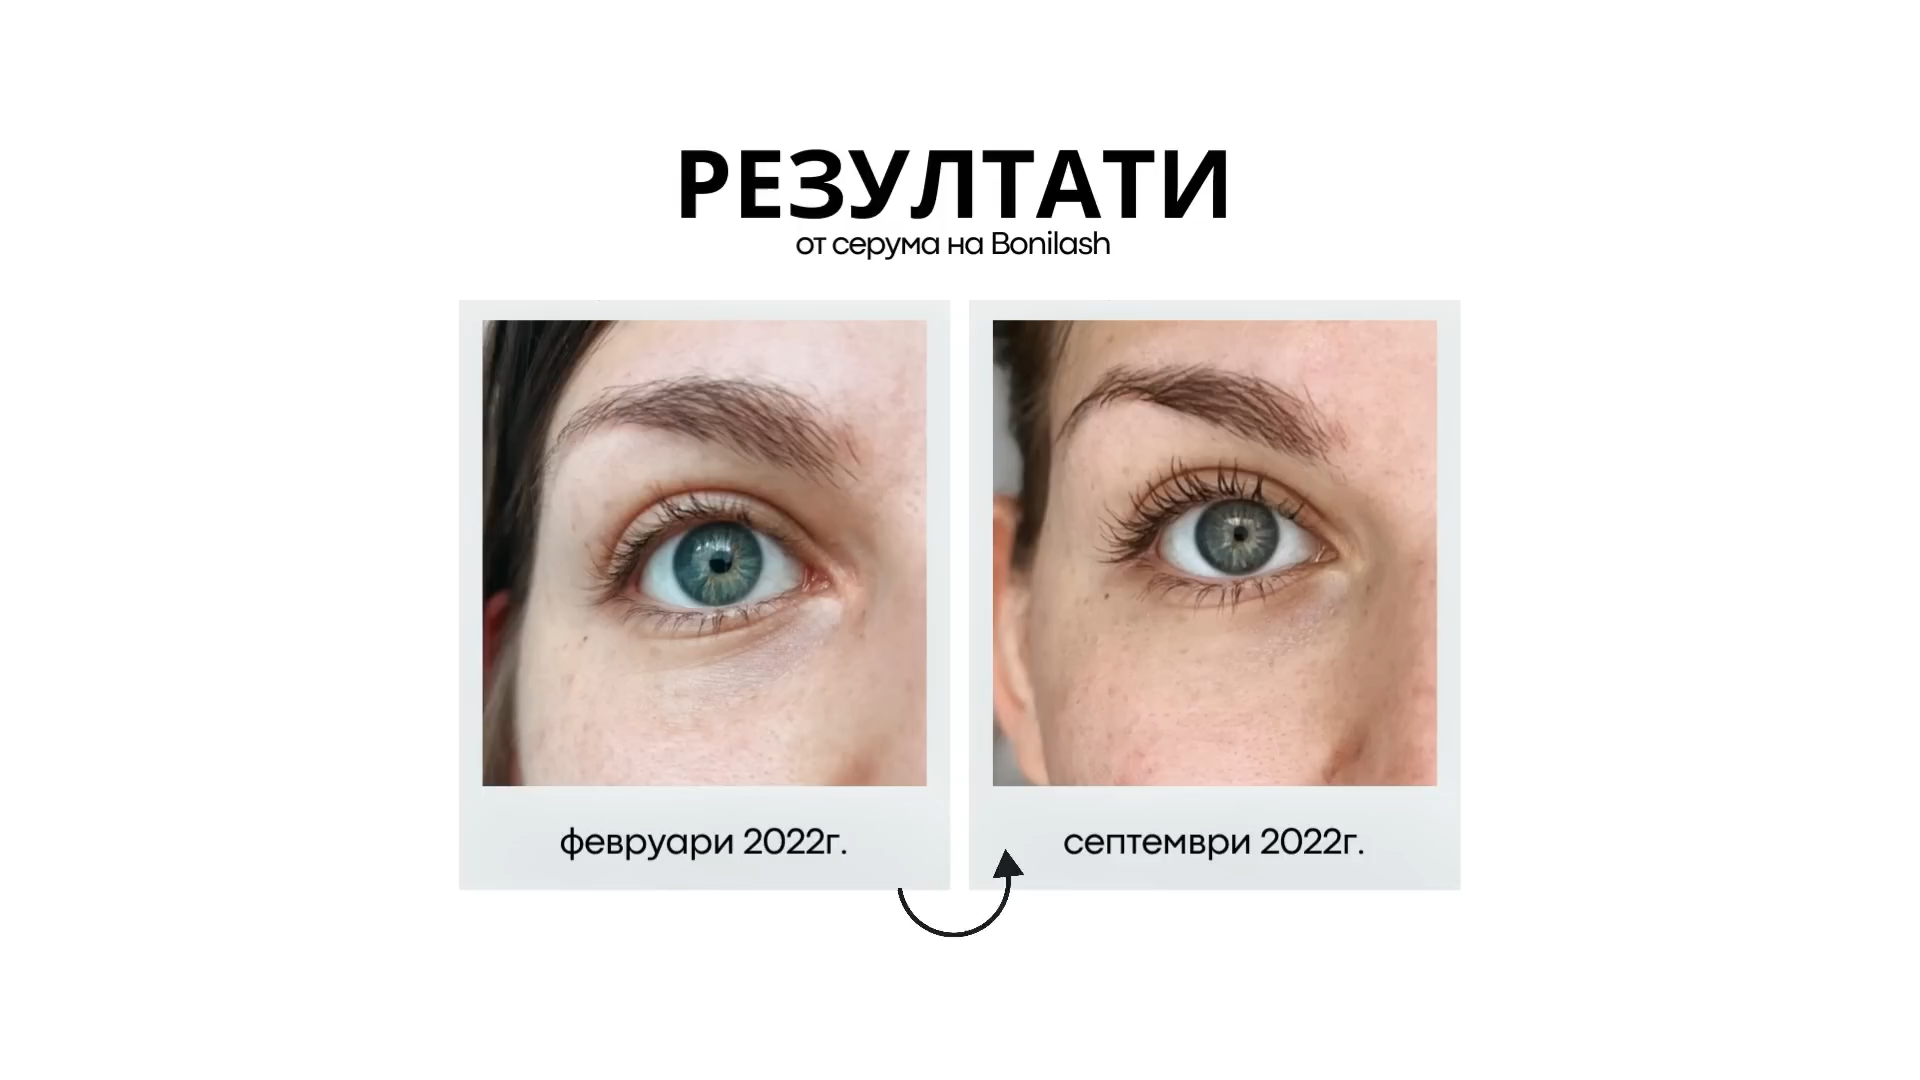 РЕЗУЛТАТИ
от серума на Bonilash
февруари 2022г.
септември 2022г.